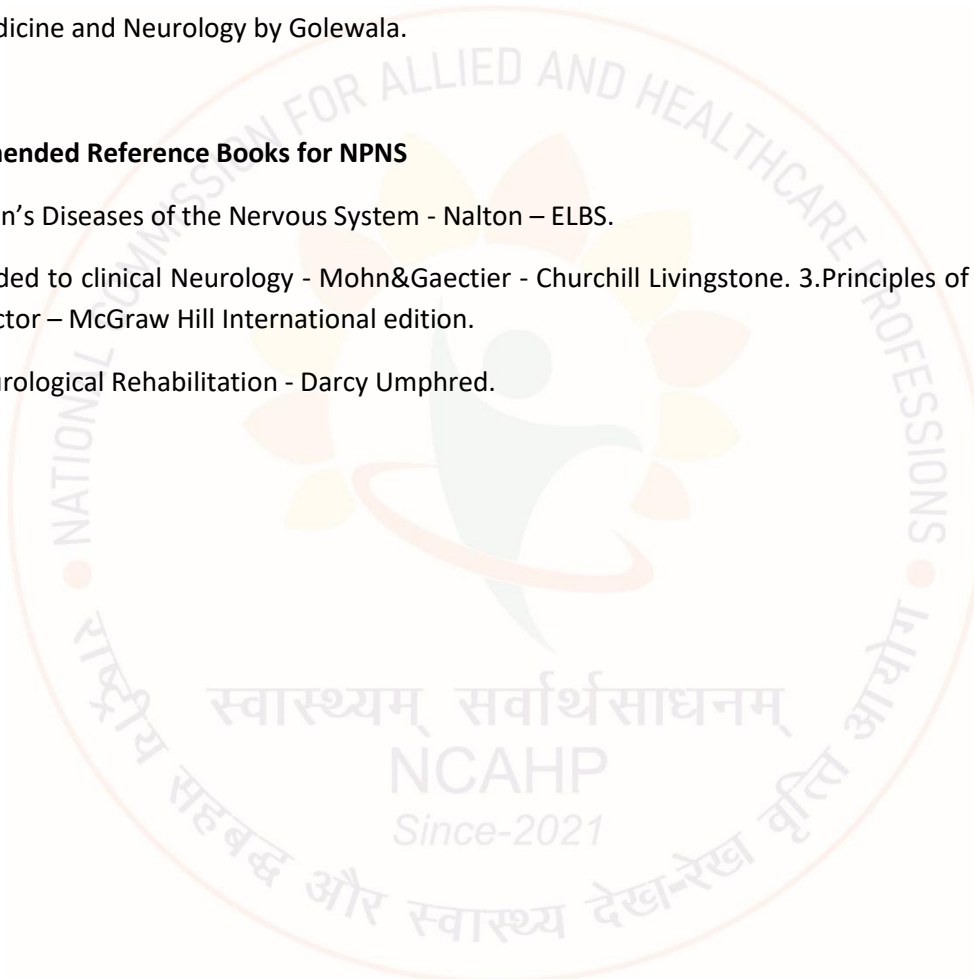 dicine and Neurology by Golewala.
ended Reference Books for NPNS
n’s Diseases of the Nervous System - Nalton – ELBS.
ded to clinical Neurology - Mohn&Gaectier - Churchill Livingstone. 3.Principles of
ctor – McGraw Hill International edition.
urological Rehabilitation - Darcy Umphred.
NATIONAL COMMISSION FOR ALLIED AND HEALTHCARE PROFESSIONS
स्वास्थ्यम् सर्वार्थसाधनम्
NCAHP
Since-2021
राष्ट्रीय सहबद्ध और स्वास्थ्य देख-रेख वृत्ति आयोग